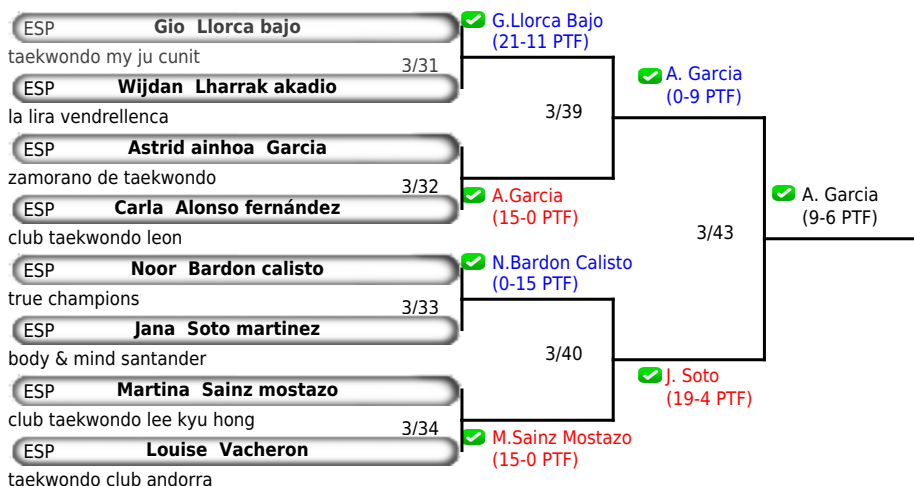 ESP Gio Llorca bajo
taekwondo my ju cunit
3/31
ESP Wijdan Lharrak akadio
la lira vendrellenca
ESP Astrid ainhoa Garcia
zamorano de taekwondo
3/32
ESP Carla Alonso fernández
club taekwondo leon
ESP Noor Bardon calisto
true champions
3/33
ESP Jana Soto martinez
body & mind santander
ESP Martina Sainz mostazo
club taekwondo lee kyu hong
3/34
ESP Louise Vacheron
taekwondo club andorra
G.Llorca Bajo
(21-11 PTF)
3/39
A.Garcia
(15-0 PTF)
N.Bardon Calisto
(0-15 PTF)
3/40
M.Sainz Mostazo
(15-0 PTF)
A. Garcia
(0-9 PTF)
3/43
J. Soto
(19-4 PTF)
A. Garcia
(9-6 PTF)